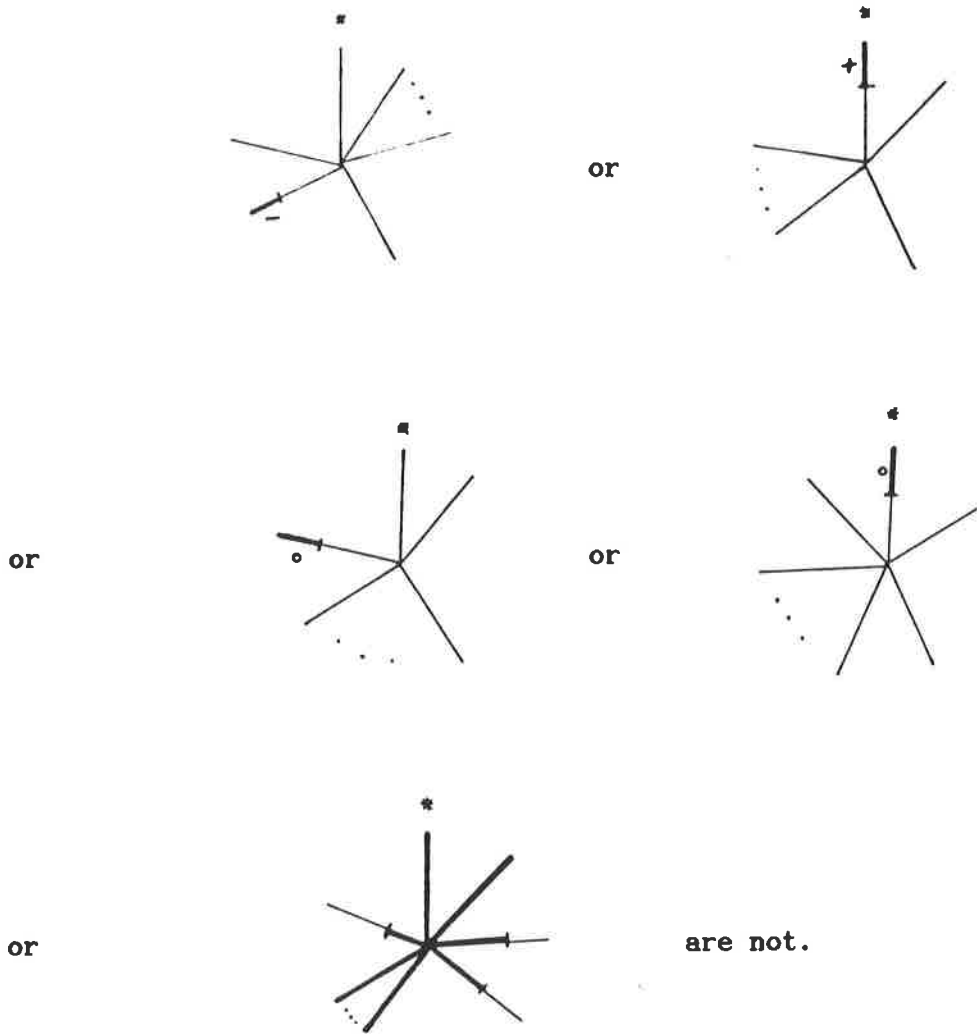 * *
+
or
−
* *
o
or o or
*
or are not.